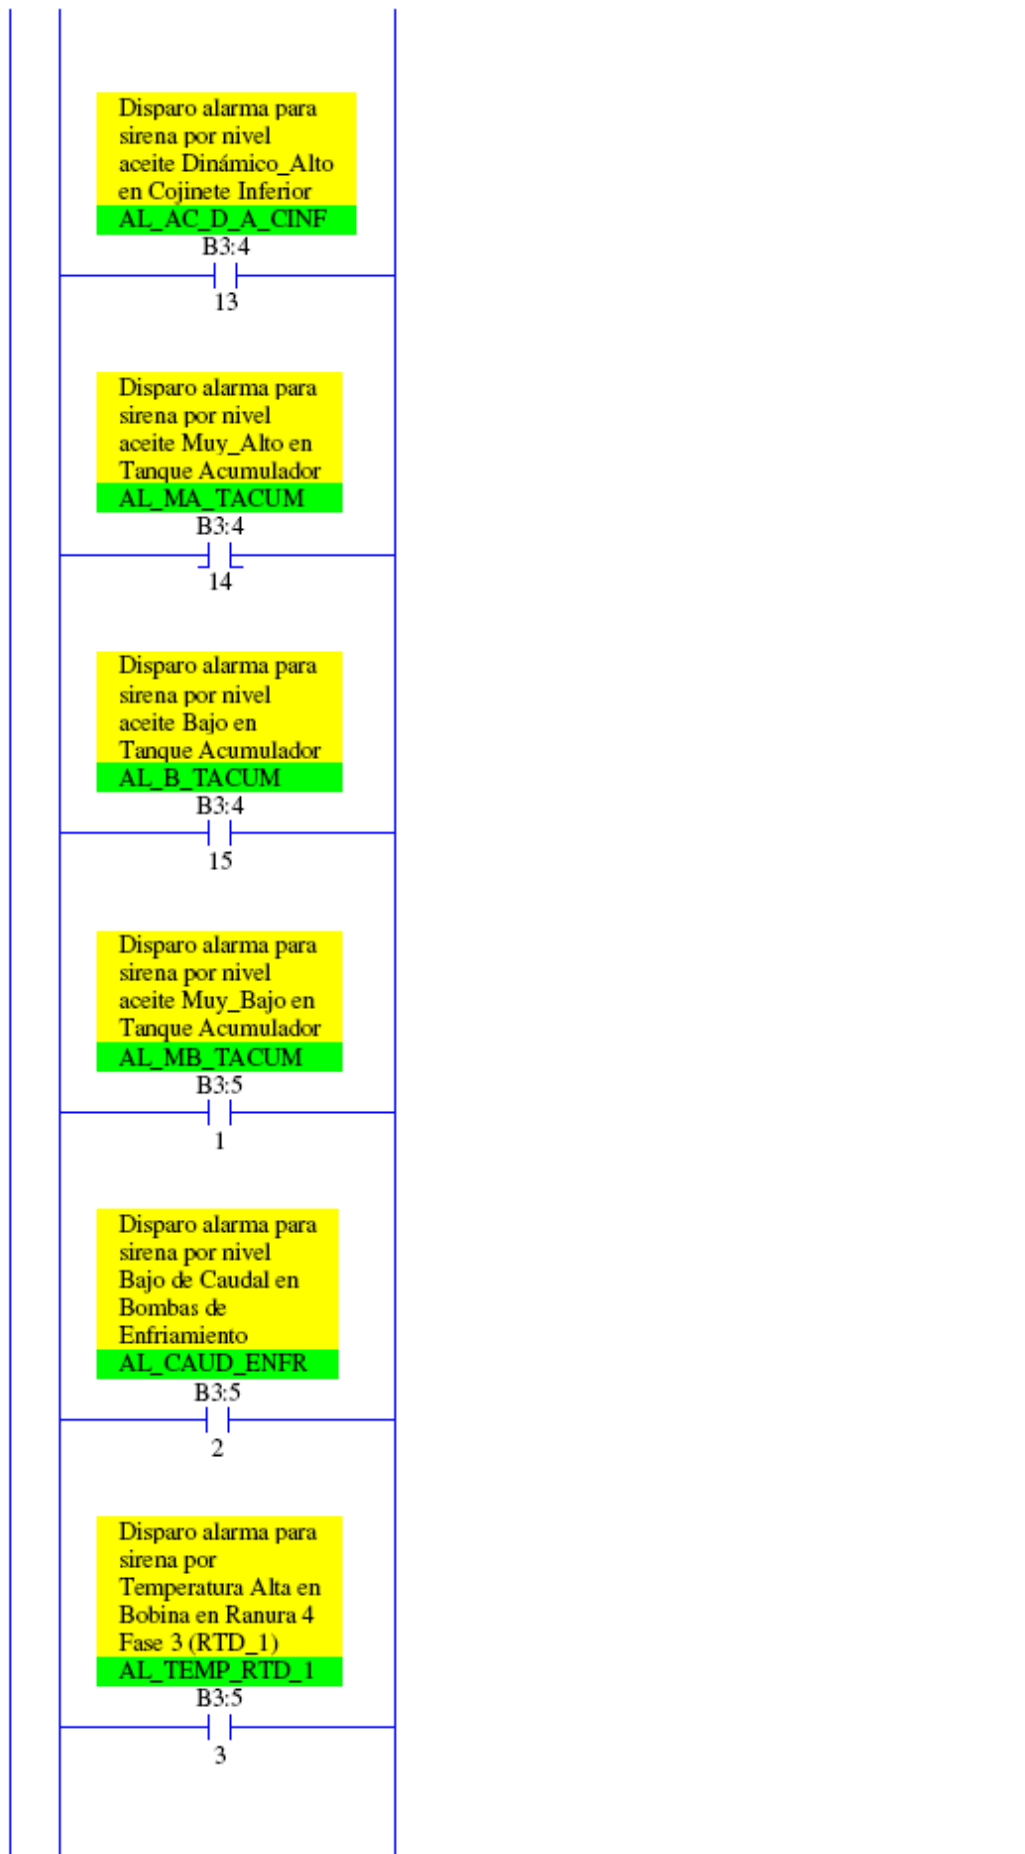 Disparo alarma para
sirena por nivel
aceite Dinámico_Alto
en Cojinete Inferior
AL_AC_D_A_CINF
B3:4
13
Disparo alarma para
sirena por nivel
aceite Muy_Alto en
Tanque Acumulador
AL_MA_TACUM
B3:4
14
Disparo alarma para
sirena por nivel
aceite Bajo en
Tanque Acumulador
AL_B_TACUM
B3:4
15
Disparo alarma para
sirena por nivel
aceite Muy_Bajo en
Tanque Acumulador
AL_MB_TACUM
B3:5
1
Disparo alarma para
sirena por nivel
Bajo de Caudal en
Bombas de
Enfriamiento
AL_CAUD_ENFR
B3:5
2
Disparo alarma para
sirena por
Temperatura Alta en
Bobina en Ranura 4
Fase 3 (RTD_1)
AL_TEMP_RTD_1
B3:5
3